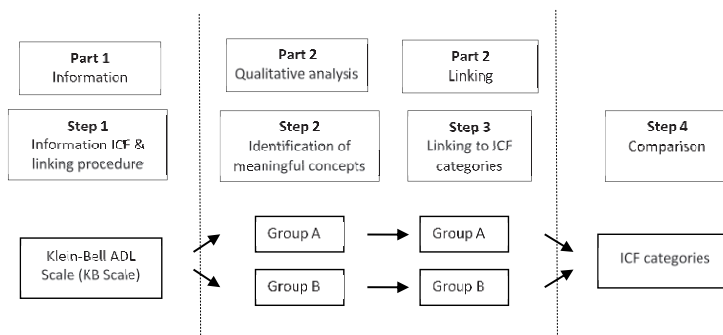 Part 1
Information
Part 2
Qualitative analysis
Part 2
Linking
Step 1
Information ICF &
linking procedure
Step 2
Identification of
meaningful concepts
Step 3
Linking to ICF
categories
Step 4
Comparison
Klein-Bell ADL
Scale (KB Scale)
Group A
Group A
Group B
Group B
ICF categories